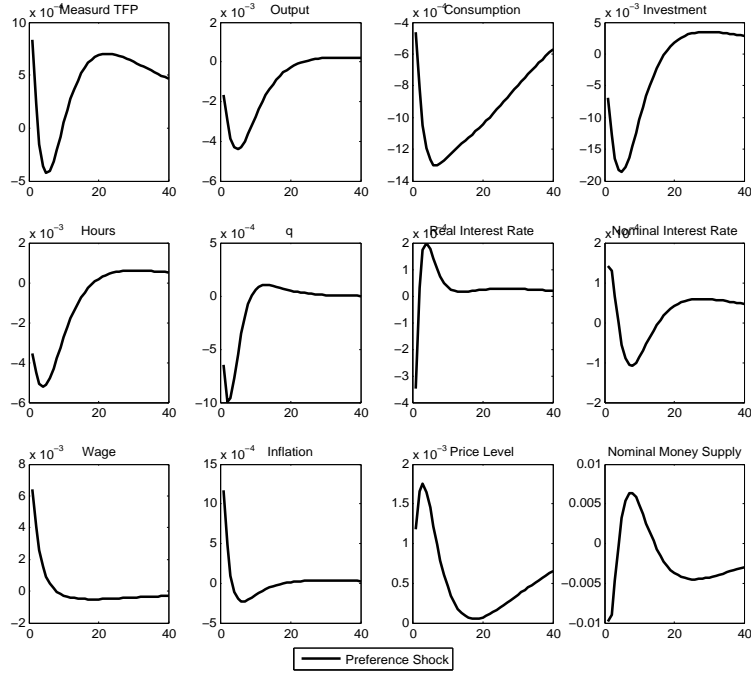 x 10⁻⁴ Measurd TFP
10
5
0
−5
0 20 40
x 10⁻³ Output
2
0
−2
−4
−6
0 20 40
x 10⁻⁴ Consumption
−4
−6
−8
−10
−12
−14
0 20 40
x 10⁻³ Investment
5
0
−5
−10
−15
−20
0 20 40
x 10⁻³ Hours
2
0
−2
−4
−6
0 20 40
x 10⁻⁴ q
5
0
−5
−10
0 20 40
x 10⁻⁴ Real Interest Rate
2
1
0
−1
−2
−3
−4
0 20 40
x 10⁻⁴ Nominal Interest Rate
2
1
0
−1
−2
0 20 40
x 10⁻³ Wage
8
6
4
2
0
−2
0 20 40
x 10⁻⁴ Inflation
15
10
5
0
−5
0 20 40
x 10⁻³ Price Level
2
1.5
1
0.5
0
0 20 40
Nominal Money Supply
0.01
0.005
0
−0.005
−0.01
0 20 40
Preference Shock